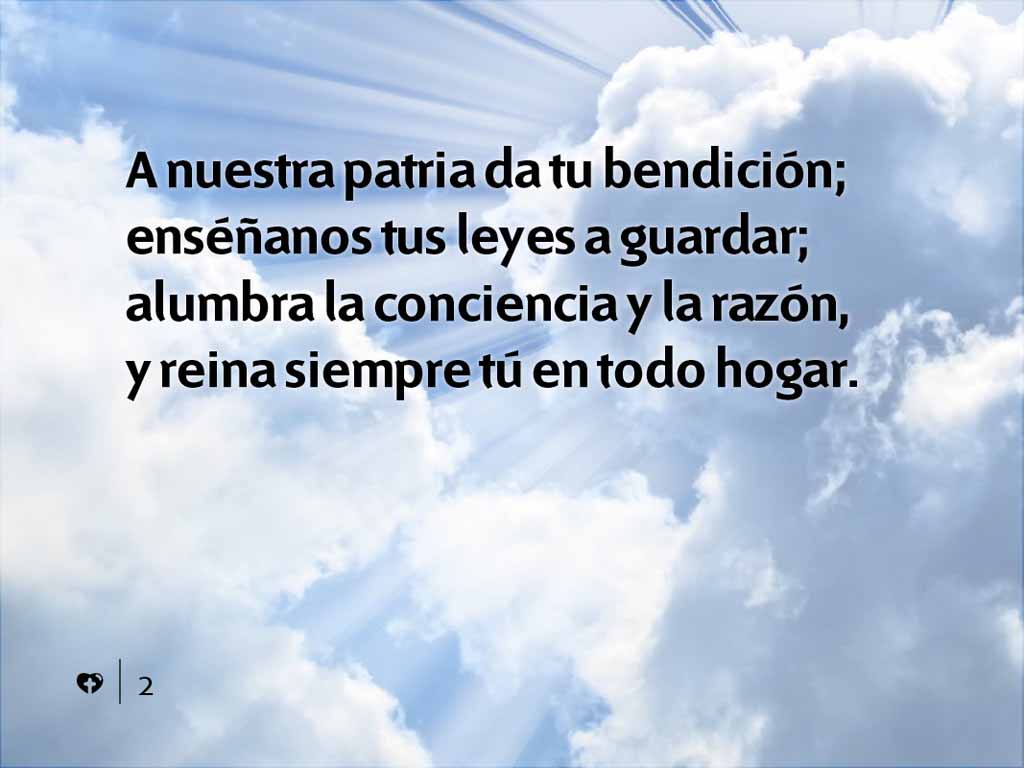 A nuestra patria da tu bendición;
enséñanos tus leyes a guardar;
alumbra la conciencia y la razón,
y reina siempre tú en todo hogar.
2